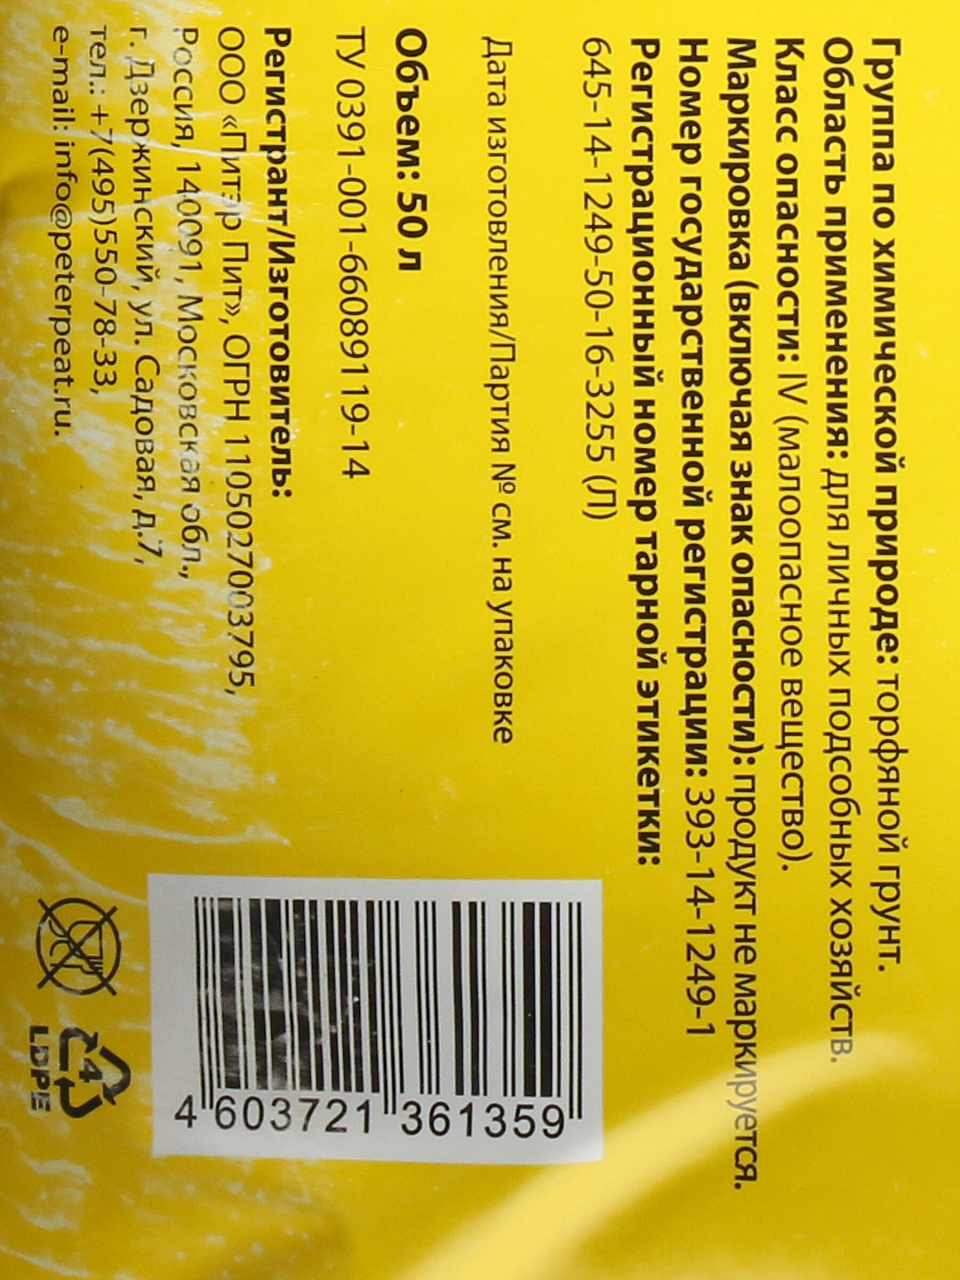 Группа по химической природе: торфяной грунт.
Область применения: для личных подсобных хозяйств.
Класс опасности: IV (малоопасное вещество).
Маркировка (включая знак опасности): продукт не маркируется.
Номер государственной регистрации: 393-14-1249-1
Регистрационный номер тарной этикетки:
645-14-1249-50-16-3255 (Л)
Дата изготовления/Партия № см. на упаковке
Объем: 50 л
ТУ 0391-001-66089119-14
Регистрант/Изготовитель:
ООО «Питэр Пит», ОГРН 1105027003795,
Россия, 140091, Московская обл.,
г. Дзержинский, ул. Садовая, д.7,
тел.: +7(495)550-78-33,
e-mail: info@peterpeat.ru.
4 603721 361359
4
LDPE